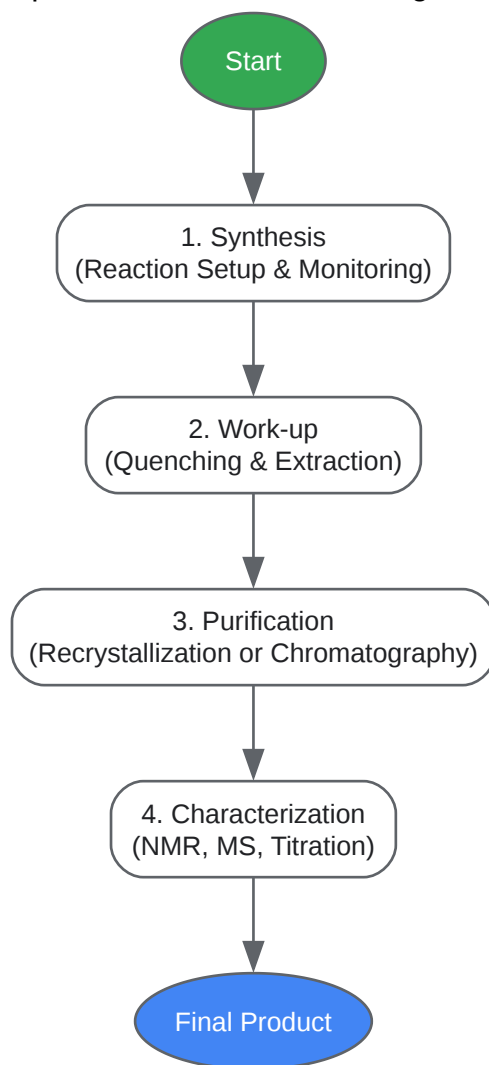 Start
1. Synthesis
(Reaction Setup & Monitoring)
2. Work-up
(Quenching & Extraction)
3. Purification
(Recrystallization or Chromatography)
4. Characterization
(NMR, MS, Titration)
Final Product